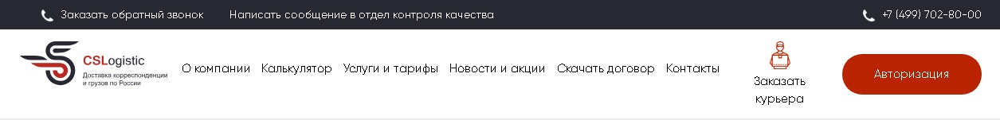 Заказать обратный звонок
Написать сообщение в отдел контроля качества
+7 (499) 702-80-00
CSLogistic
Доставка корреспонденции
и грузов по России
О компании
Калькулятор
Услуги и тарифы
Новости и акции
Скачать договор
Контакты
Заказать
курьера
Авторизация